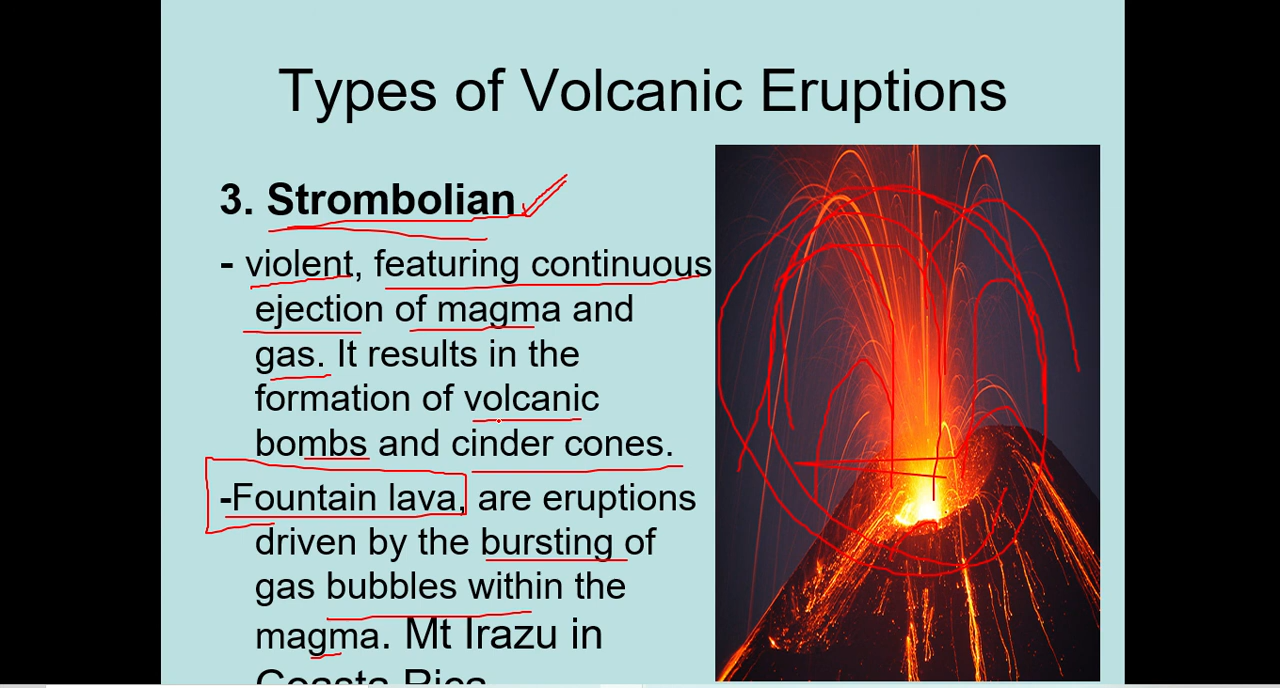 Types of Volcanic Eruptions
3. Strombolian
- violent, featuring continuous
ejection of magma and
gas. It results in the
formation of volcanic
bombs and cinder cones.
-Fountain lava, are eruptions
driven by the bursting of
gas bubbles within the
magma. Mt Irazu in
Coasta Rica